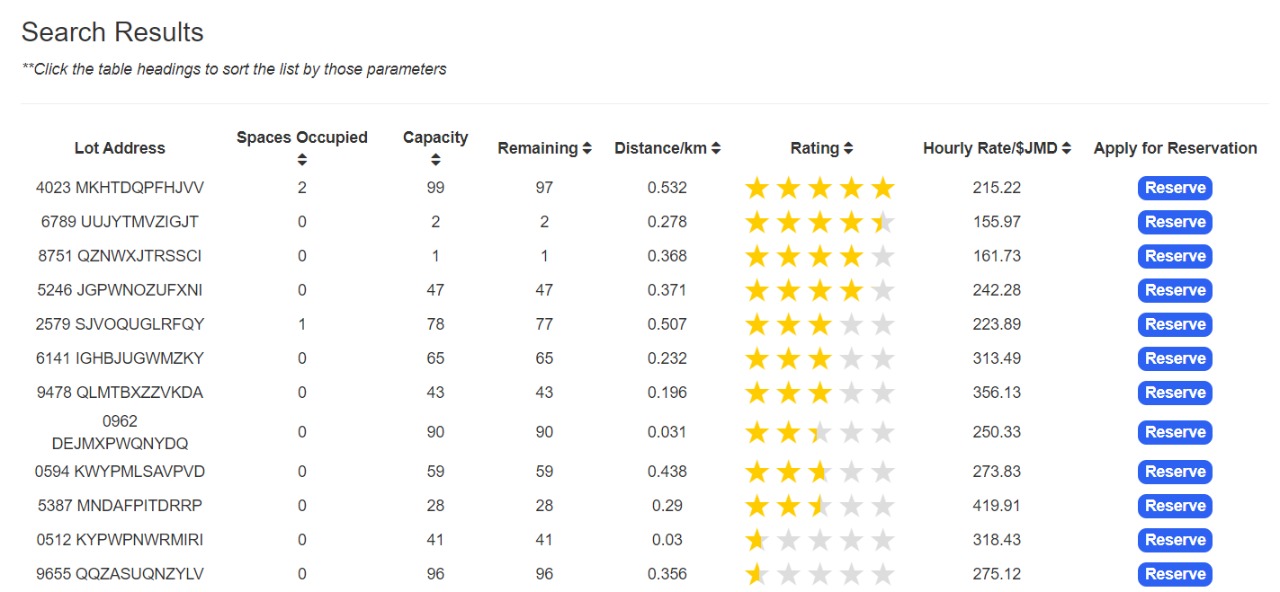 Search Results
**Click the table headings to sort the list by those parameters
Lot Address Spaces Occupied Capacity Remaining Distance/km Rating Hourly Rate/$JMD Apply for Reservation
4023 MKHTDQPFHJVV 2 99 97 0.532 215.22 Reserve
6789 UUJYTMVZIGJT 0 2 2 0.278 155.97 Reserve
8751 QZNWXJTRSSCI 0 1 1 0.368 161.73 Reserve
5246 JGPWNOZUFXNI 0 47 47 0.371 242.28 Reserve
2579 SJVOQUGLRFQY 1 78 77 0.507 223.89 Reserve
6141 IGHBJUGWMZKY 0 65 65 0.232 313.49 Reserve
9478 QLMTBXZZVKDA 0 43 43 0.196 356.13 Reserve
0962
DEJMXPWQNYDQ 0 90 90 0.031 250.33 Reserve
0594 KWYPMLSAVPVD 0 59 59 0.438 273.83 Reserve
5387 MNDAFPITDRRP 0 28 28 0.29 419.91 Reserve
0512 KYPWPNWRMIRI 0 41 41 0.03 318.43 Reserve
9655 QQZASUQNZYLV 0 96 96 0.356 275.12 Reserve